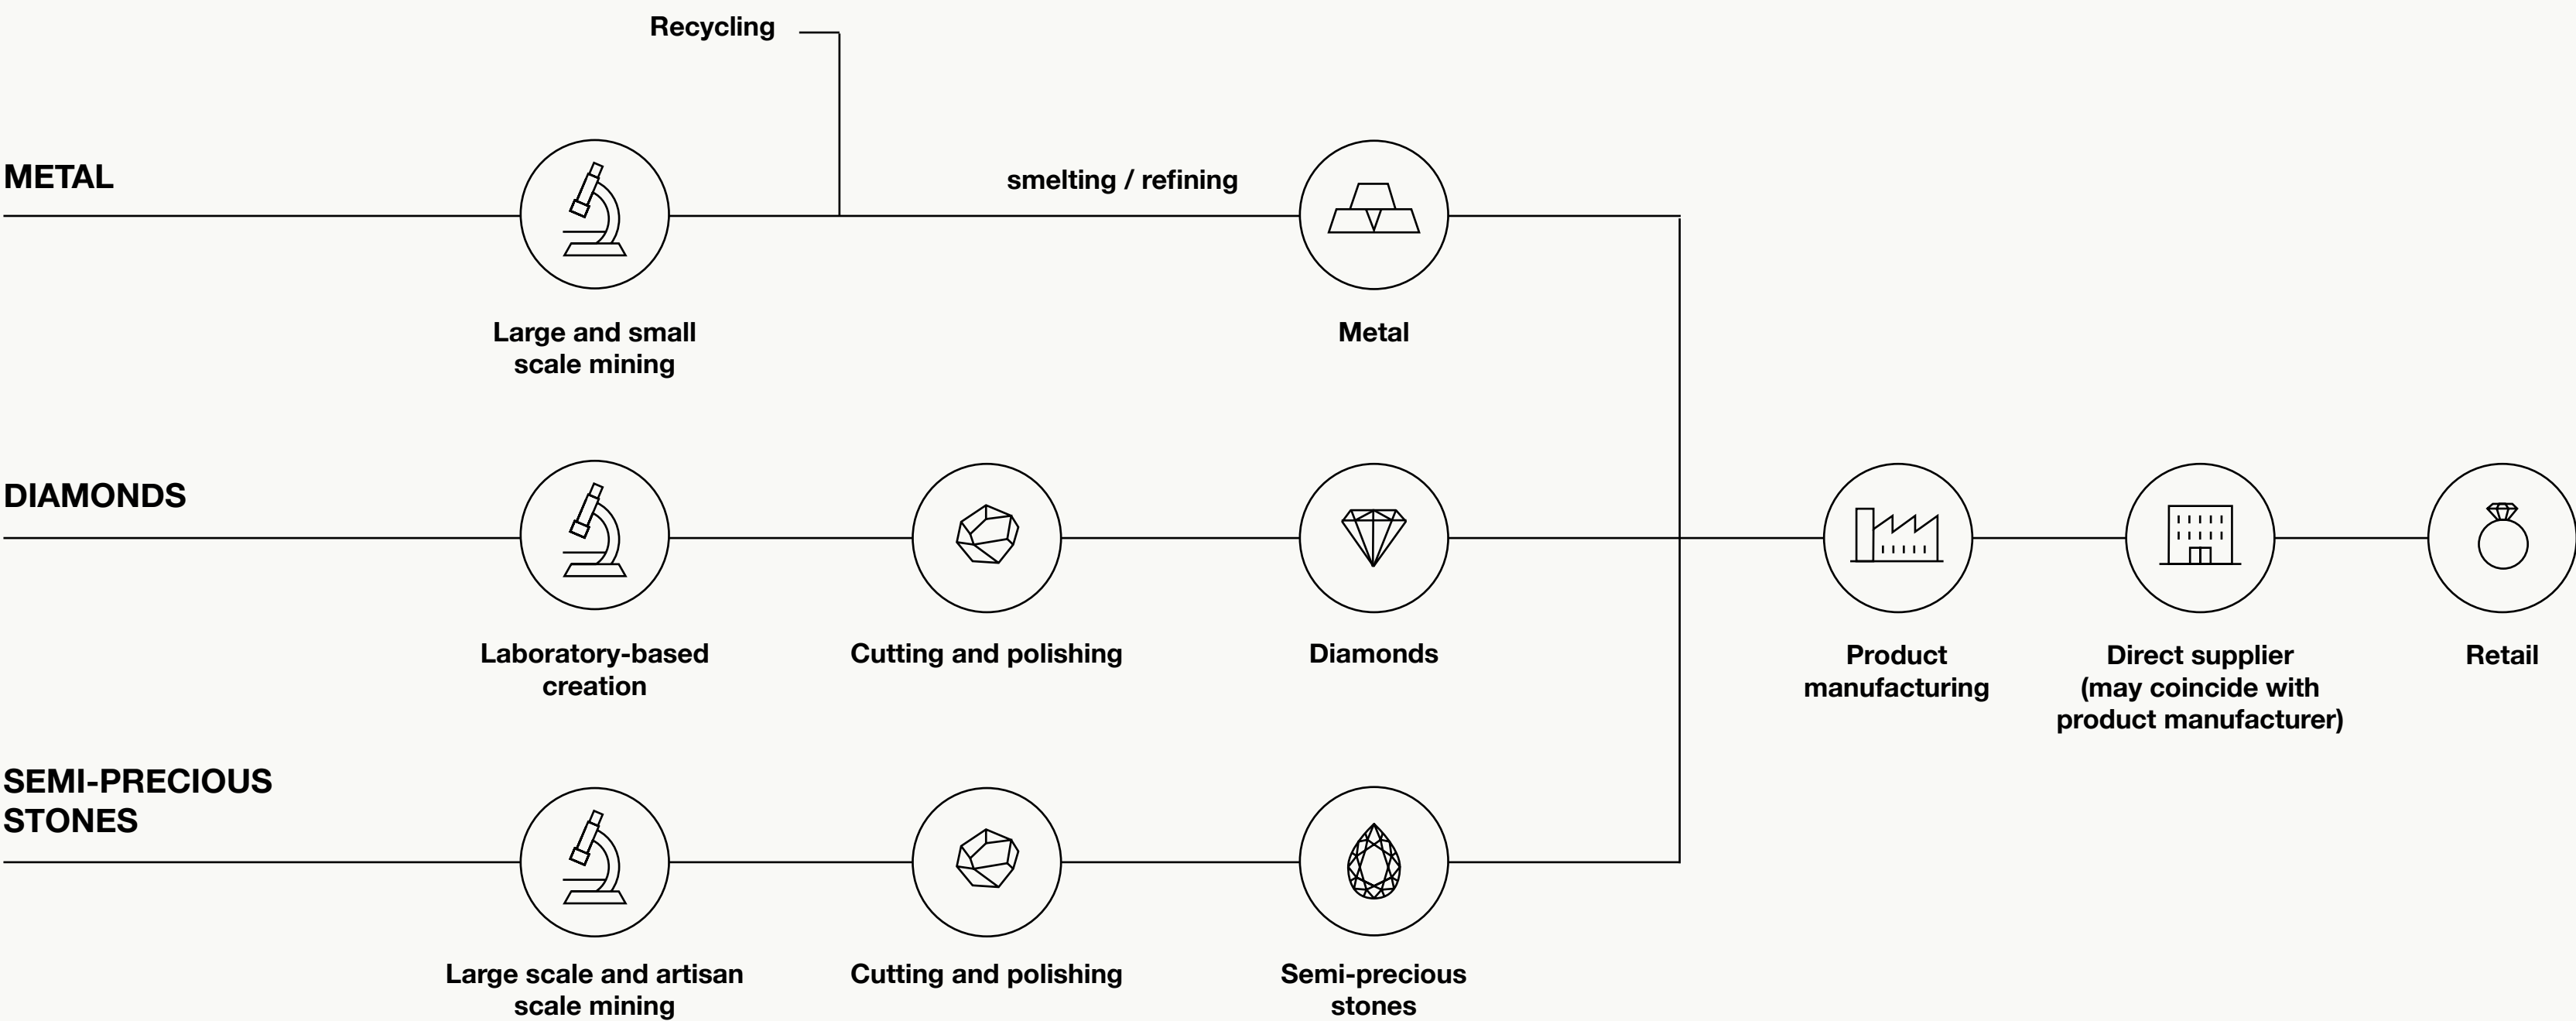 Recycling
METAL
smelting / refining
Large and small
scale mining
Metal
DIAMONDS
Laboratory-based
creation
Cutting and polishing
Diamonds
Product
manufacturing
Direct supplier
(may coincide with
product manufacturer)
Retail
SEMI-PRECIOUS
STONES
Large scale and artisan
scale mining
Cutting and polishing
Semi-precious
stones